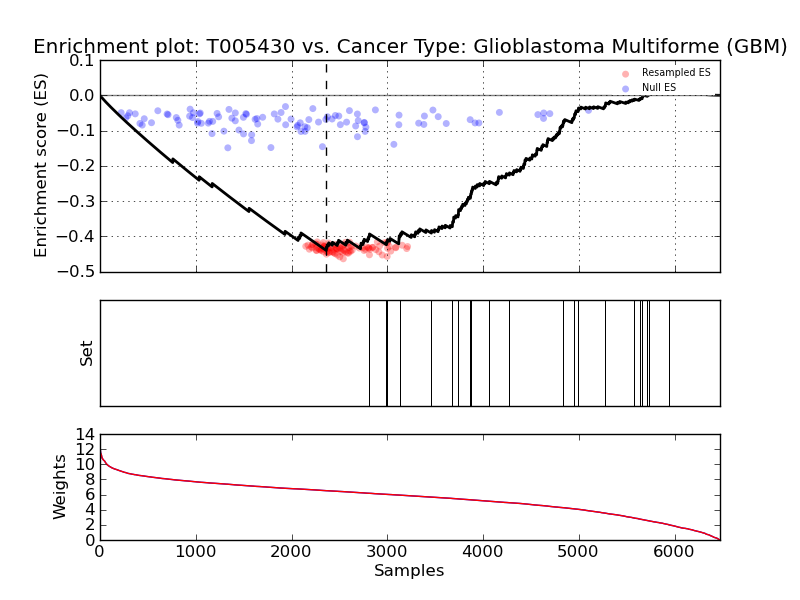 Enrichment plot: T005430 vs. Cancer Type: Glioblastoma Multiforme (GBM)
Enrichment score (ES)
0.1
0.0
−0.1
−0.2
−0.3
−0.4
−0.5
Resampled ES
Null ES
Set
Weights
14
12
10
8
6
4
2
0
0 1000 2000 3000 4000 5000 6000
Samples